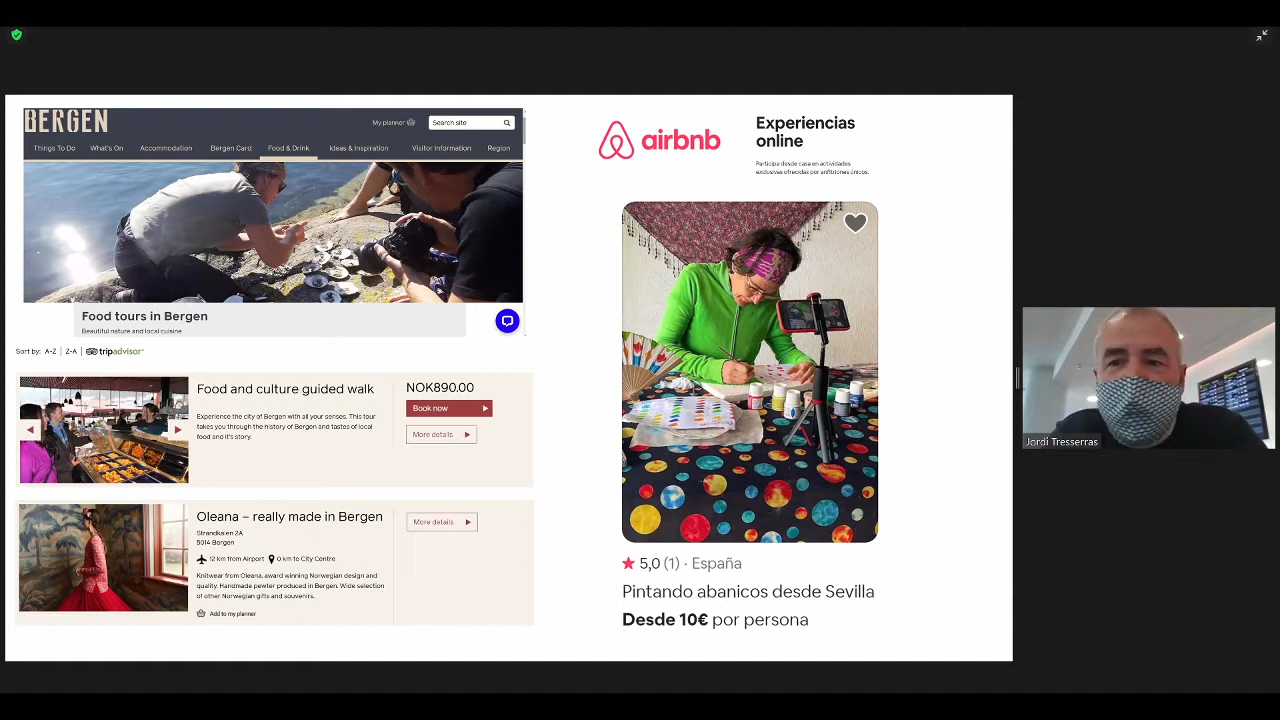 BERGEN
My planner
Search site
Things To Do
What's On
Accommodation
Bergen Card
Food & Drink
Ideas & Inspiration
Visitor Information
Region
Food tours in Bergen
Beautiful nature and local cuisine
Sort by: A-Z | Z-A | tripadvisor
Food and culture guided walk
Experience the city of Bergen with all your senses. This tour
takes you through the history of Bergen and tastes of local
food and it's story.
NOK890.00
Book now
More details
Oleana – really made in Bergen
Strandkaien 2A
5014 Bergen
12 km from Airport
0 km to City Centre
Knitwear from Oleana, award winning Norwegian design and
quality. Handmade pewter produced in Bergen. Wide selection
of other Norwegian gifts and souvenirs.
Add to my planner
More details
airbnb
Experiencias
online
Participa desde casa en actividades
exclusivas ofrecidas por anfitriones únicos.
5,0 (1) · España
Pintando abanicos desde Sevilla
Desde 10€ por persona
Jordi Tresserras